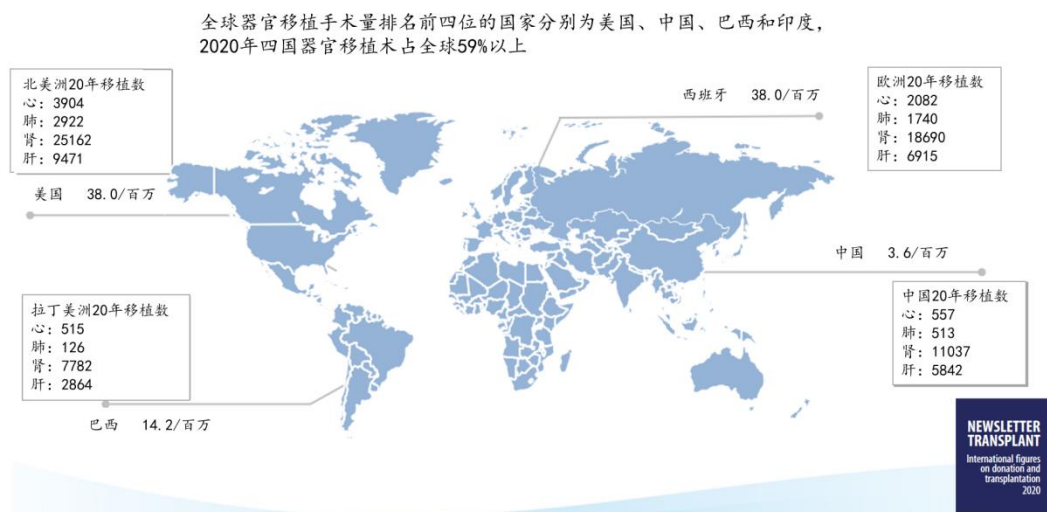 全球器官移植手术量排名前四位的国家分别为美国、中国、巴西和印度，
2020年四国器官移植术占全球59%以上
北美洲20年移植数
心：3904
肺：2922
肾：25162
肝：9471
美国 38.0/百万
西班牙 38.0/百万
欧洲20年移植数
心：2082
肺：1740
肾：18690
肝：6915
中国 3.6/百万
中国20年移植数
心：557
肺：513
肾：11037
肝：5842
拉丁美洲20年移植数
心：515
肺：126
肾：7782
肝：2864
巴西 14.2/百万
NEWSLETTER
TRANSPLANT
International figures
on donation and
transplantation
2020